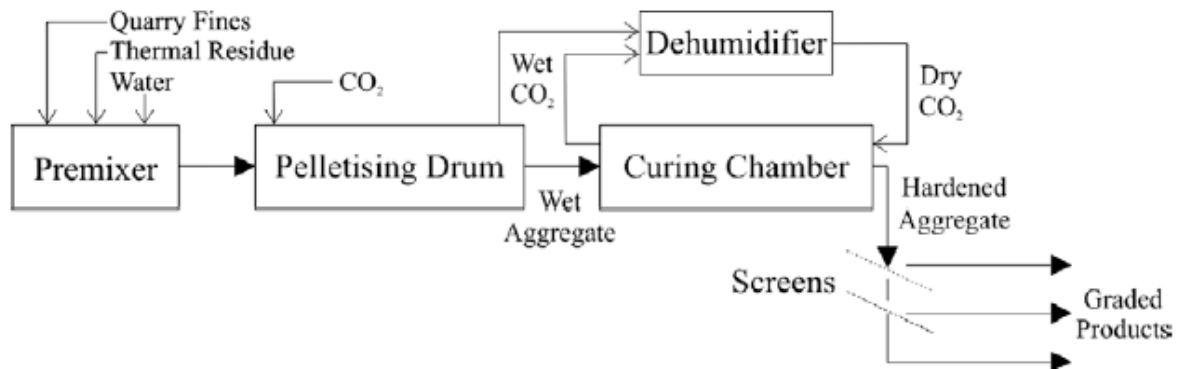 Quarry Fines
Thermal Residue
Water
CO₂
Wet
CO₂
Dehumidifier
Dry
CO₂
Premixer
Pelletising Drum
Curing Chamber
Wet
Aggregate
Hardened
Aggregate
Screens
Graded
Products